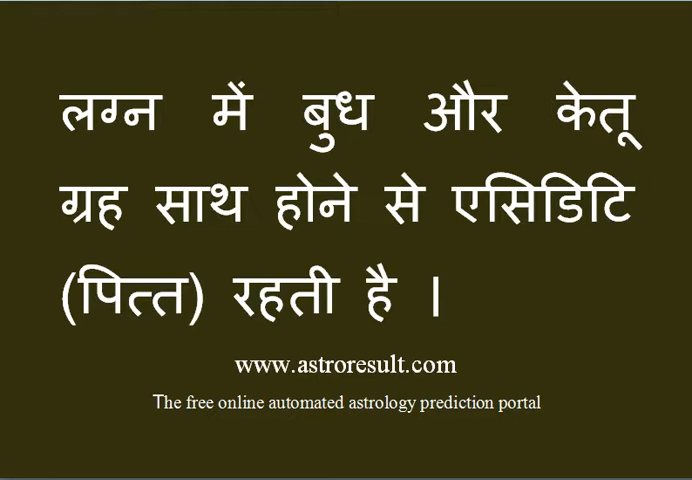 लग्न में बुध और केतू
ग्रह साथ होने से एसिडिटि
(पित्त) रहती है ।
www.astroresult.com
The free online automated astrology prediction portal